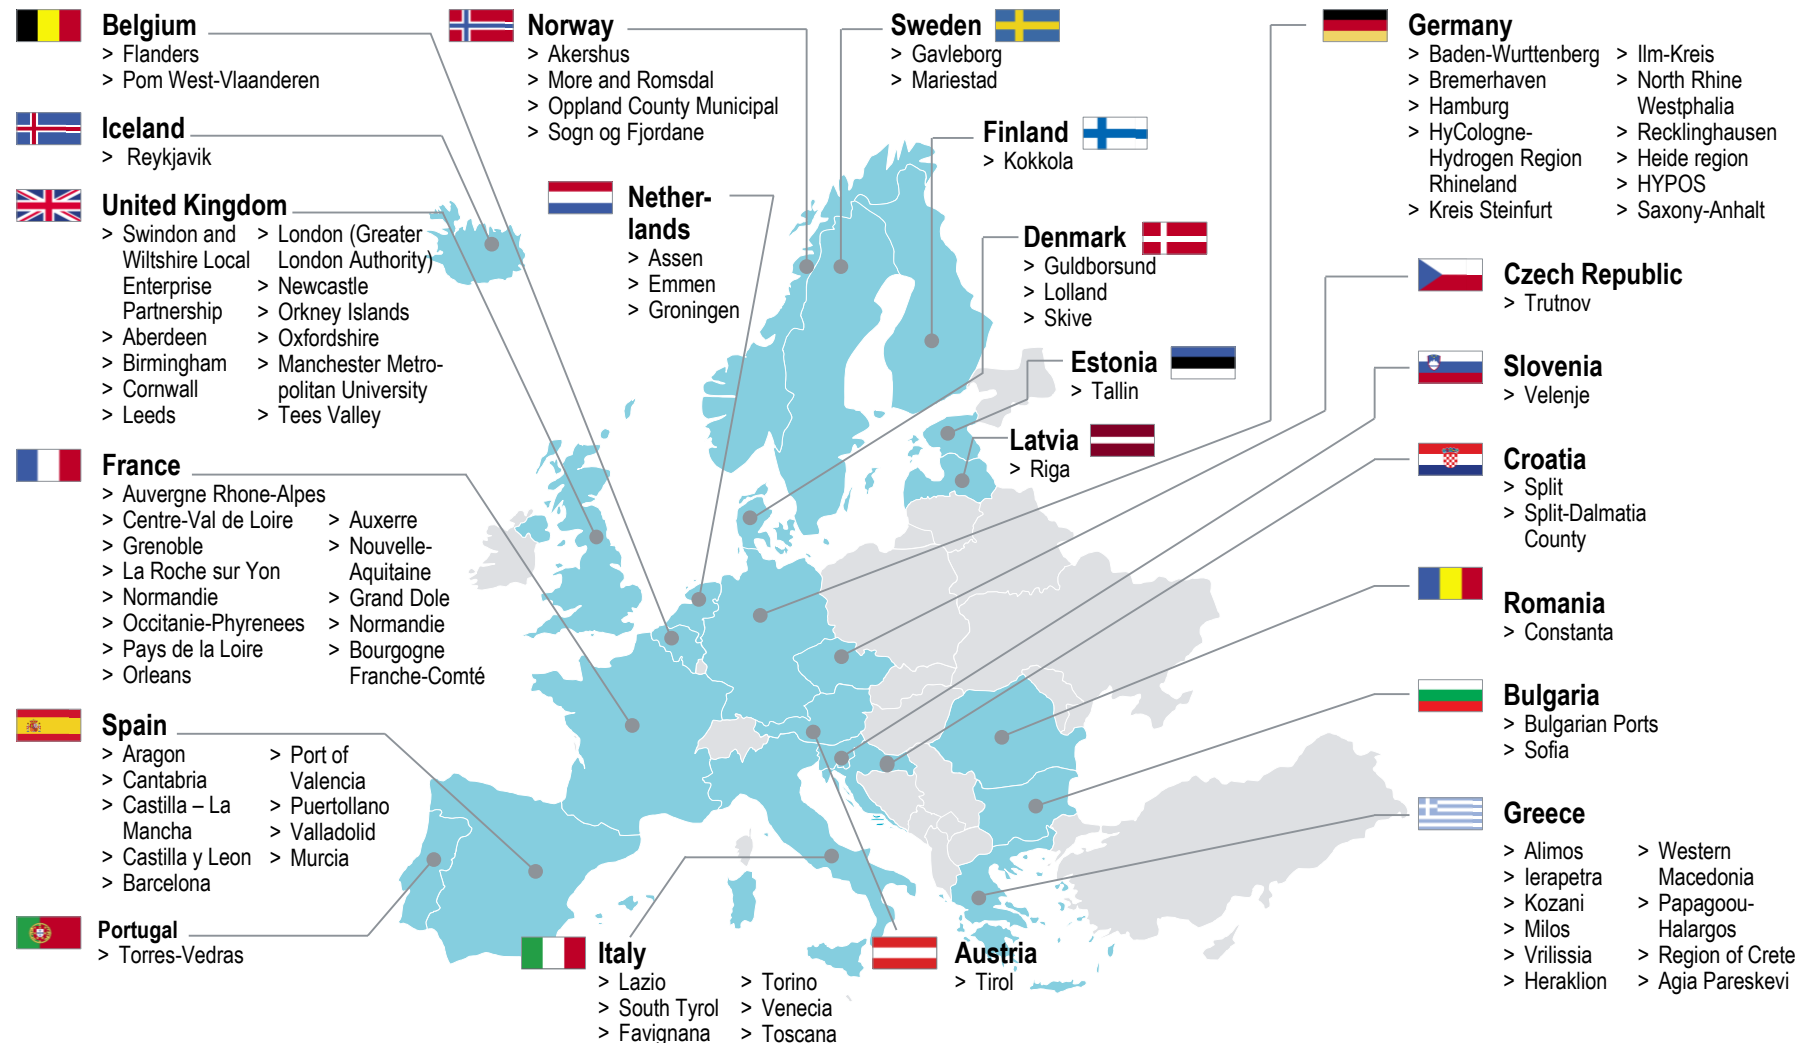 Belgium
> Flanders
> Pom West-Vlaanderen
Iceland
> Reykjavik
United Kingdom
> Swindon and
Wiltshire Local
Enterprise
Partnership
> Aberdeen
> Birmingham
> Cornwall
> Leeds
> London (Greater
London Authority)
> Newcastle
> Orkney Islands
> Oxfordshire
> Manchester Metro-
politan University
> Tees Valley
France
> Auvergne Rhone-Alpes
> Centre-Val de Loire
> Grenoble
> La Roche sur Yon
> Normandie
> Occitanie-Phyrenees
> Pays de la Loire
> Orleans
> Auxerre
> Nouvelle-
Aquitaine
> Grand Dole
> Normandie
> Bourgogne
Franche-Comté
Spain
> Aragon
> Cantabria
> Castilla – La
Mancha
> Castilla y Leon
> Barcelona
> Port of
Valencia
> Puertollano
> Valladolid
> Murcia
Portugal
> Torres-Vedras
Norway
> Akershus
> More and Romsdal
> Oppland County Municipal
> Sogn og Fjordane
Nether-
lands
> Assen
> Emmen
> Groningen
Sweden
> Gavleborg
> Mariestad
Finland
> Kokkola
Denmark
> Guldborsund
> Lolland
> Skive
Estonia
> Tallin
Latvia
> Riga
Italy
> Lazio
> South Tyrol
> Favignana
> Torino
> Venecia
> Toscana
Austria
> Tirol
Germany
> Baden-Wurttenberg
> Bremerhaven
> Hamburg
> HyCologne-
Hydrogen Region
Rhineland
> Kreis Steinfurt
> Ilm-Kreis
> North Rhine
Westphalia
> Recklinghausen
> Heide region
> HYPOS
> Saxony-Anhalt
Czech Republic
> Trutnov
Slovenia
> Velenje
Croatia
> Split
> Split-Dalmatia
County
Romania
> Constanta
Bulgaria
> Bulgarian Ports
> Sofia
Greece
> Alimos
> Ierapetra
> Kozani
> Milos
> Vrilissia
> Heraklion
> Western
Macedonia
> Papagoou-
Halargos
> Region of Crete
> Agia Pareskevi